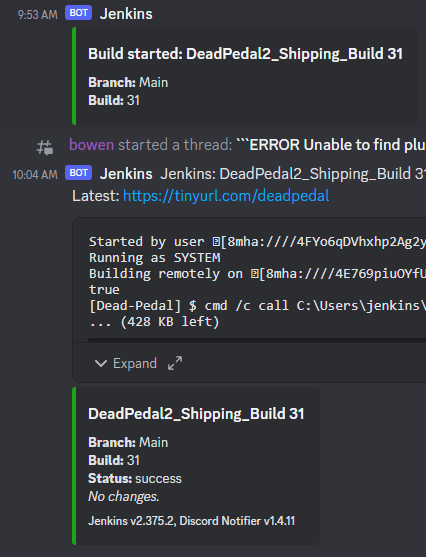 9:53 AM BOT Jenkins
Build started: DeadPedal2_Shipping_Build 31
Branch: Main
Build: 31
bowen started a thread: ```ERROR Unable to find plu
10:04 AM BOT Jenkins Jenkins: DeadPedal2_Shipping_Build 31
Latest: https://tinyurl.com/deadpedal
Started by user [8mha:////4FYo6qDVhxhp2Ag2y
Running as SYSTEM
Building remotely on [8mha:////4E769piuOYfU
true
[Dead-Pedal] $ cmd /c call C:\Users\jenkins\
... (428 KB left)
Expand
DeadPedal2_Shipping_Build 31
Branch: Main
Build: 31
Status: success
No changes.
Jenkins v2.375.2, Discord Notifier v1.4.11